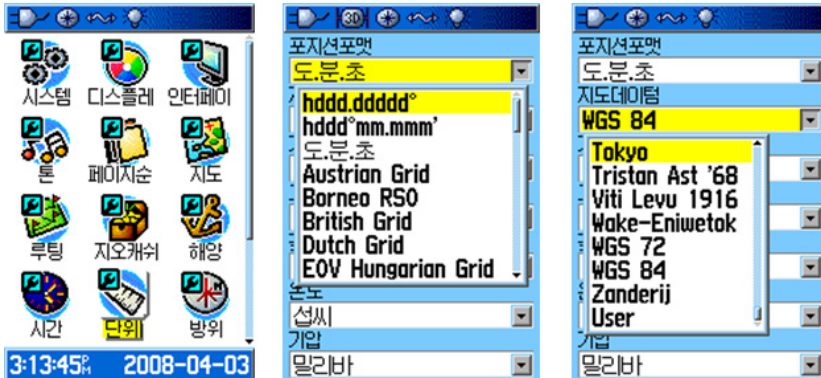 시스템 디스플레 인터페이
톤 페이지순 지도
루팅 지오캐쉬 해양
시간 단위 방위
3:13:45PM 2008-04-03
3D
포지션포맷
도.분.초
hddd.ddddd°
hddd°mm.mmm'
도.분.초
Austrian Grid
Borneo RSO
British Grid
Dutch Grid
EOV Hungarian Grid
온도
섭씨
기압
밀리바
포지션포맷
도.분.초
지도데이텀
WGS 84
Tokyo
Tristan Ast '68
Viti Levu 1916
Wake-Eniwetok
WGS 72
WGS 84
Zanderij
User
기압
밀리바